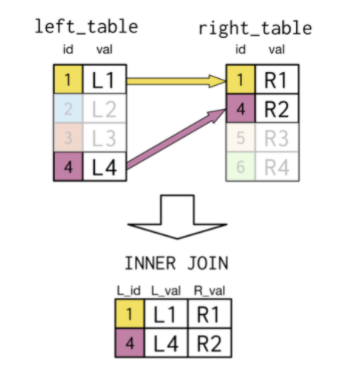 left_table right_table
id val id val
1 L1 1 R1
2 L2 4 R2
3 L3 5 R3
4 L4 6 R4
INNER JOIN
L_id L_val R_val
1 L1 R1
4 L4 R2